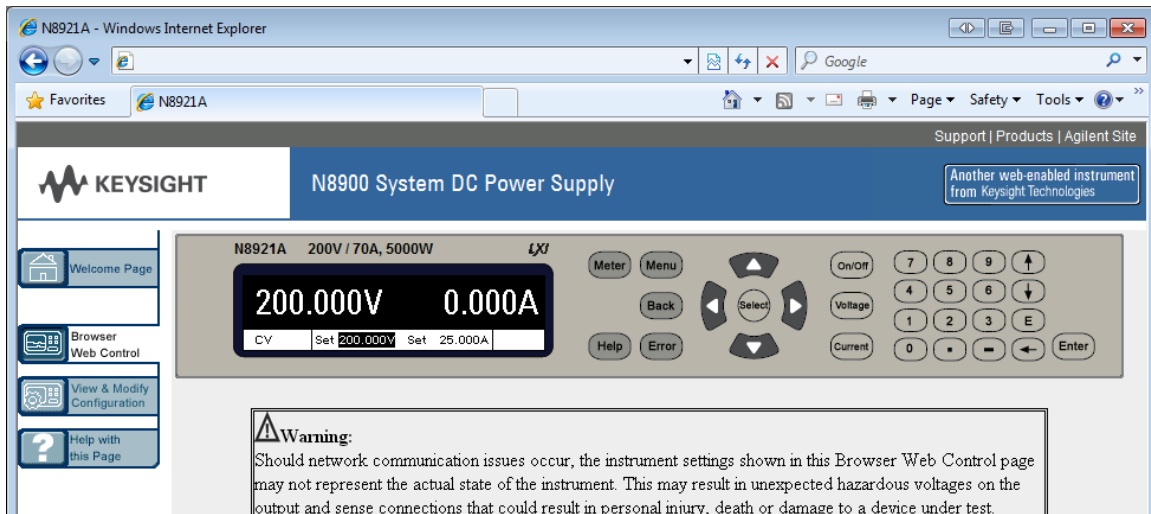 N8921A - Windows Internet Explorer
Google
Favorites N8921A Page Safety Tools
Support | Products | Agilent Site
KEYSIGHT
N8900 System DC Power Supply
Another web-enabled instrument
from Keysight Technologies
Welcome Page
Browser
Web Control
View & Modify
Configuration
Help with
this Page
N8921A 200V / 70A, 5000W LXI
200.000V 0.000A
CV Set 200.000V Set 25.000A
Meter Menu
Back
Help Error
Select
On/Off
Voltage
Current
7 8 9
4 5 6
1 2 3 E
0 . - Enter
Warning:
Should network communication issues occur, the instrument settings shown in this Browser Web Control page
may not represent the actual state of the instrument. This may result in unexpected hazardous voltages on the
output and sense connections that could result in personal injury, death or damage to a device under test.